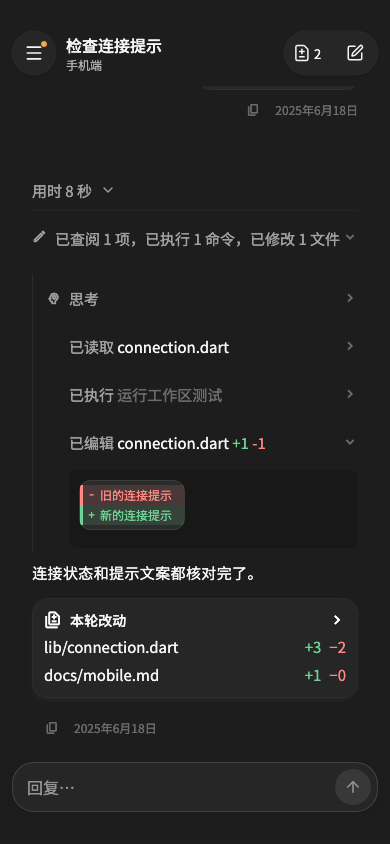 检查连接提示
手机端
2
2025年6月18日
用时 8 秒
已查阅 1 项，已执行 1 命令，已修改 1 文件
思考
已读取 connection.dart
已执行 运行工作区测试
已编辑 connection.dart +1 -1
- 旧的连接提示
+ 新的连接提示
连接状态和提示文案都核对完了。
本轮改动
lib/connection.dart +3 −2
docs/mobile.md +1 −0
2025年6月18日
回复…